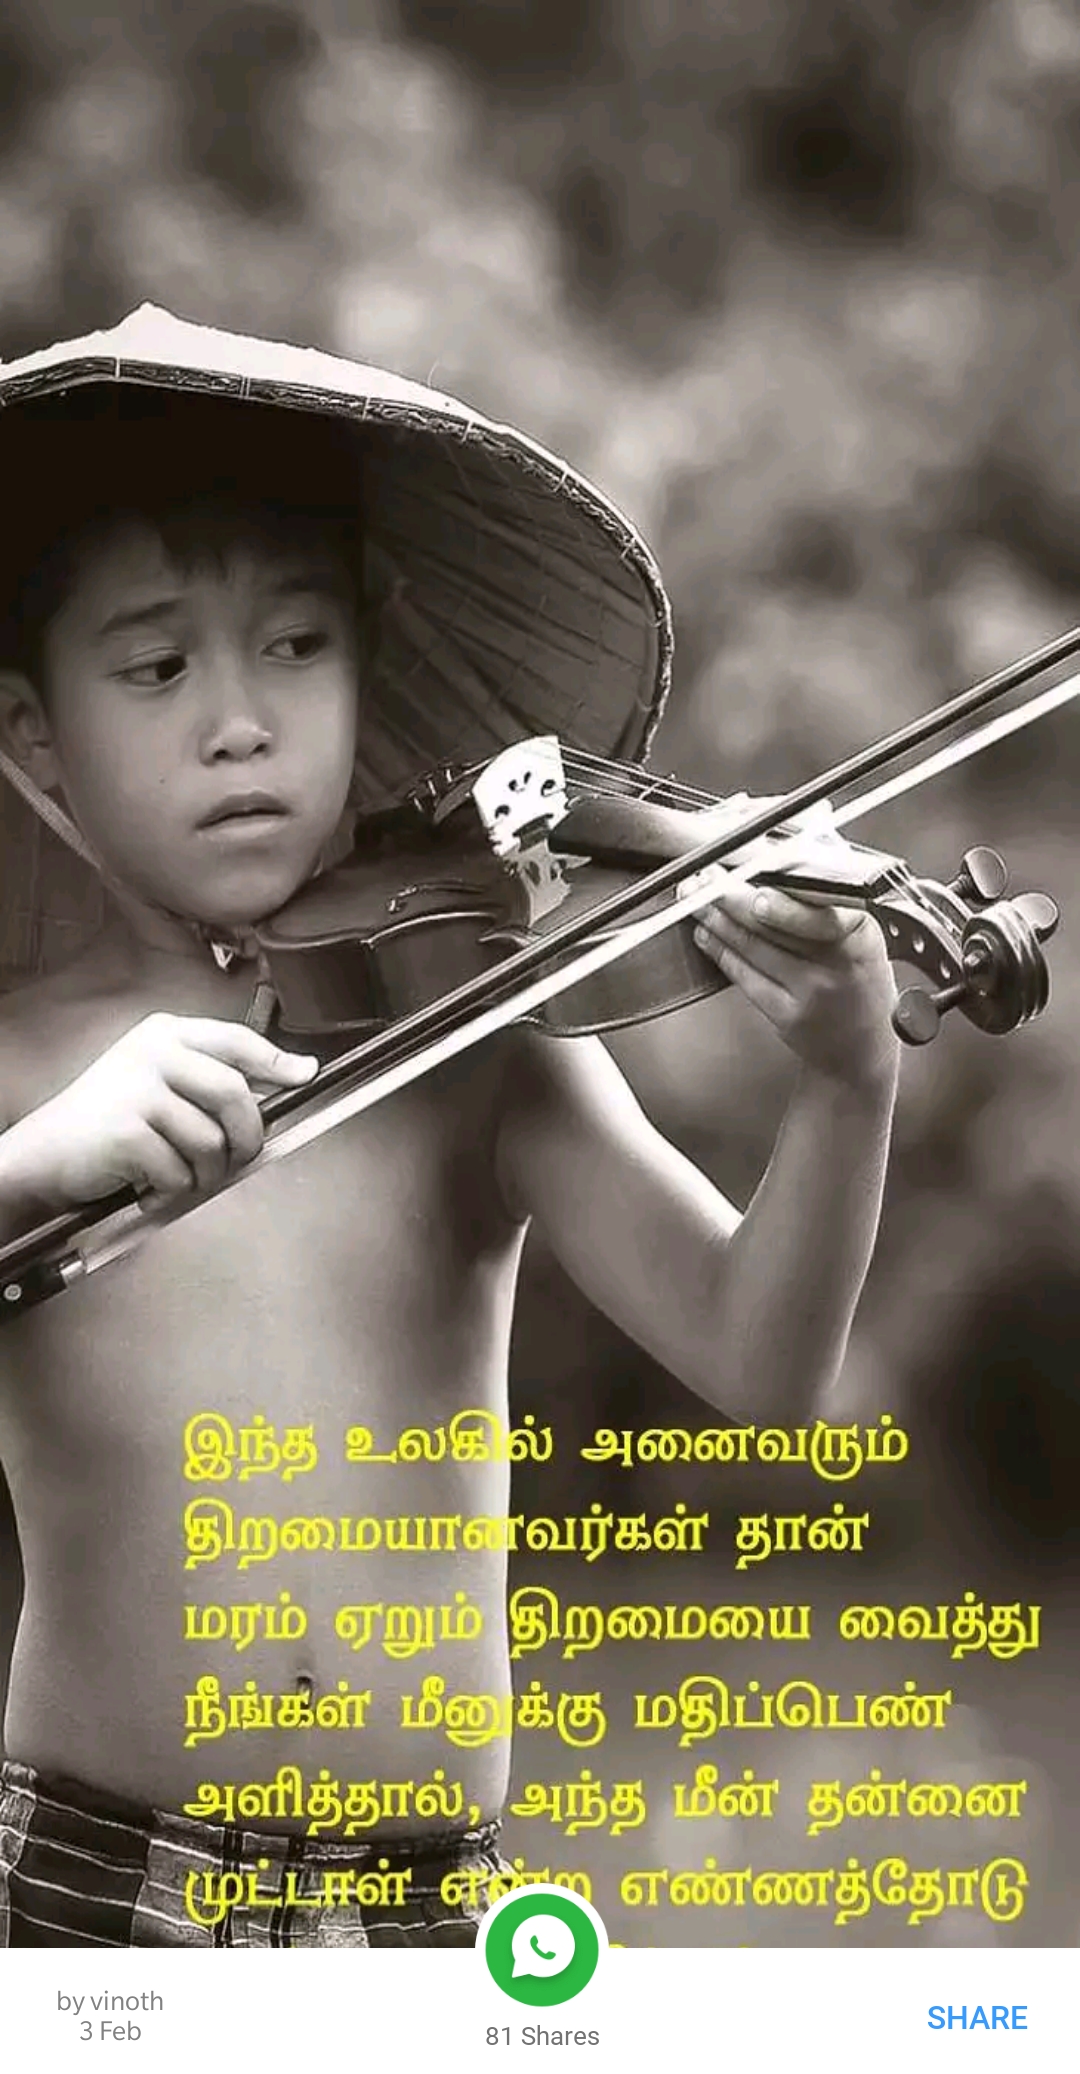 இந்த உலகில் அனைவரும்
திறமையானவர்கள் தான்
மரம் ஏறும் திறமையை வைத்து
நீங்கள் மீனுக்கு மதிப்பெண்
அளித்தால், அந்த மீன் தன்னை
முட்டாள் என்ற எண்ணத்தோடு
by vinoth
3 Feb
81 Shares
SHARE